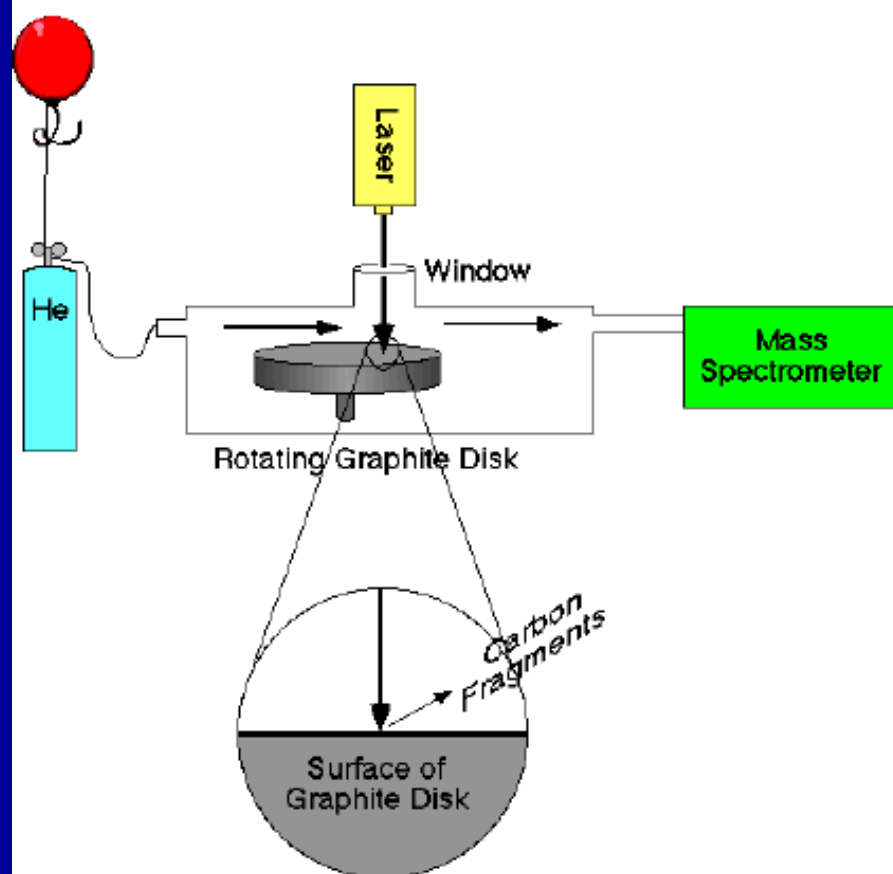 Laser
Window
He
Mass
Spectrometer
Rotating Graphite Disk
Carbon
Fragments
Surface of
Graphite Disk